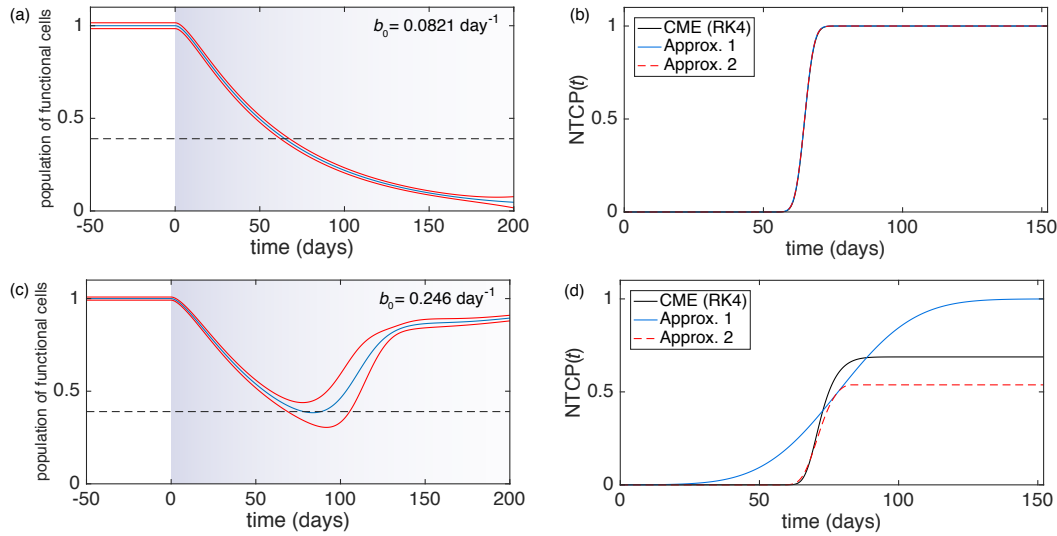 (a)
b₀ = 0.0821 day⁻¹
population of functional cells
1
0.5
0
-50 0 50 100 150 200
time (days)
(b)
CME (RK4)
Approx. 1
Approx. 2
NTCP(t)
1
0.5
0
0 50 100 150
time (days)
(c)
b₀ = 0.246 day⁻¹
population of functional cells
1
0.5
0
-50 0 50 100 150 200
time (days)
(d)
CME (RK4)
Approx. 1
Approx. 2
NTCP(t)
1
0.5
0
0 50 100 150
time (days)